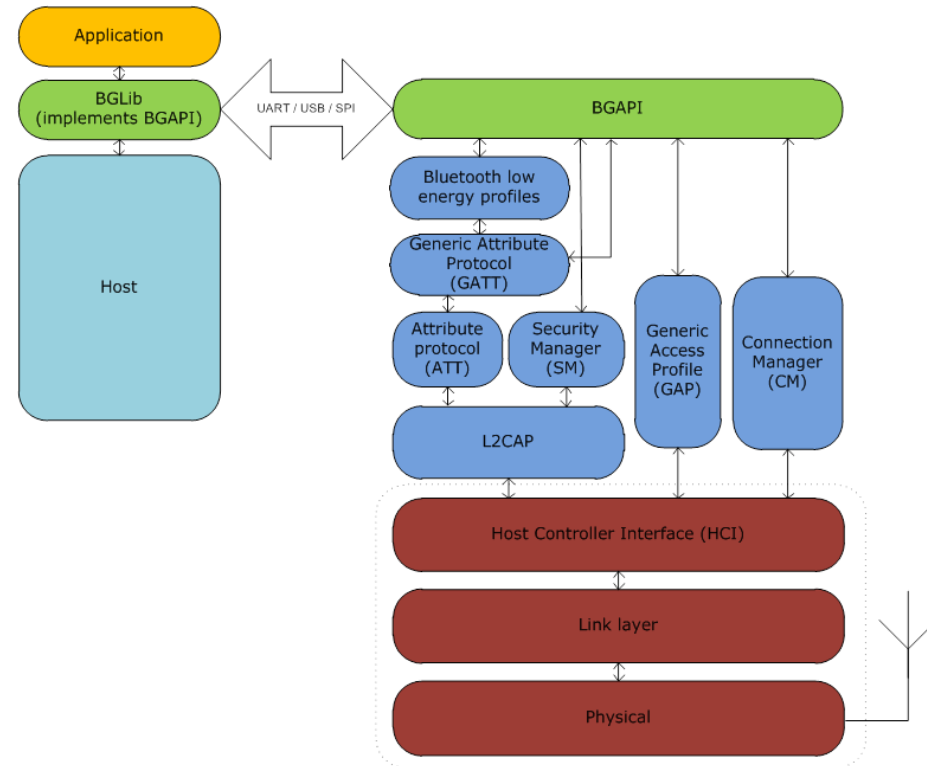 Application
BGLib
(implements BGAPI)
UART / USB / SPI
BGAPI
Host
Bluetooth low
energy profiles
Generic Attribute
Protocol
(GATT)
Attribute
protocol
(ATT)
Security
Manager
(SM)
Generic
Access
Profile
(GAP)
Connection
Manager
(CM)
L2CAP
Host Controller Interface (HCI)
Link layer
Physical